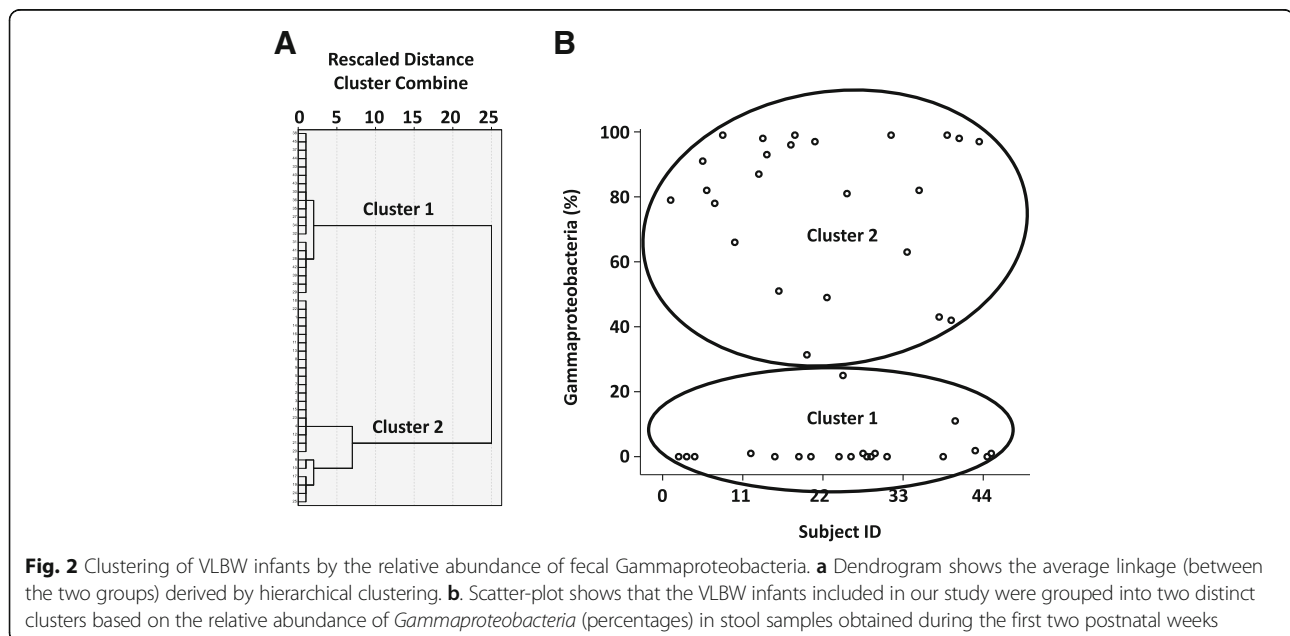 A
Rescaled Distance
Cluster Combine
0 5 10 15 20 25
Cluster 1
Cluster 2
B
Gammaproteobacteria (%)
100
80
60
40
20
0
Cluster 2
Cluster 1
0 11 22 33 44
Subject ID
Fig. 2 Clustering of VLBW infants by the relative abundance of fecal Gammaproteobacteria. a Dendrogram shows the average linkage (between
the two groups) derived by hierarchical clustering. b. Scatter-plot shows that the VLBW infants included in our study were grouped into two distinct
clusters based on the relative abundance of Gammaproteobacteria (percentages) in stool samples obtained during the first two postnatal weeks